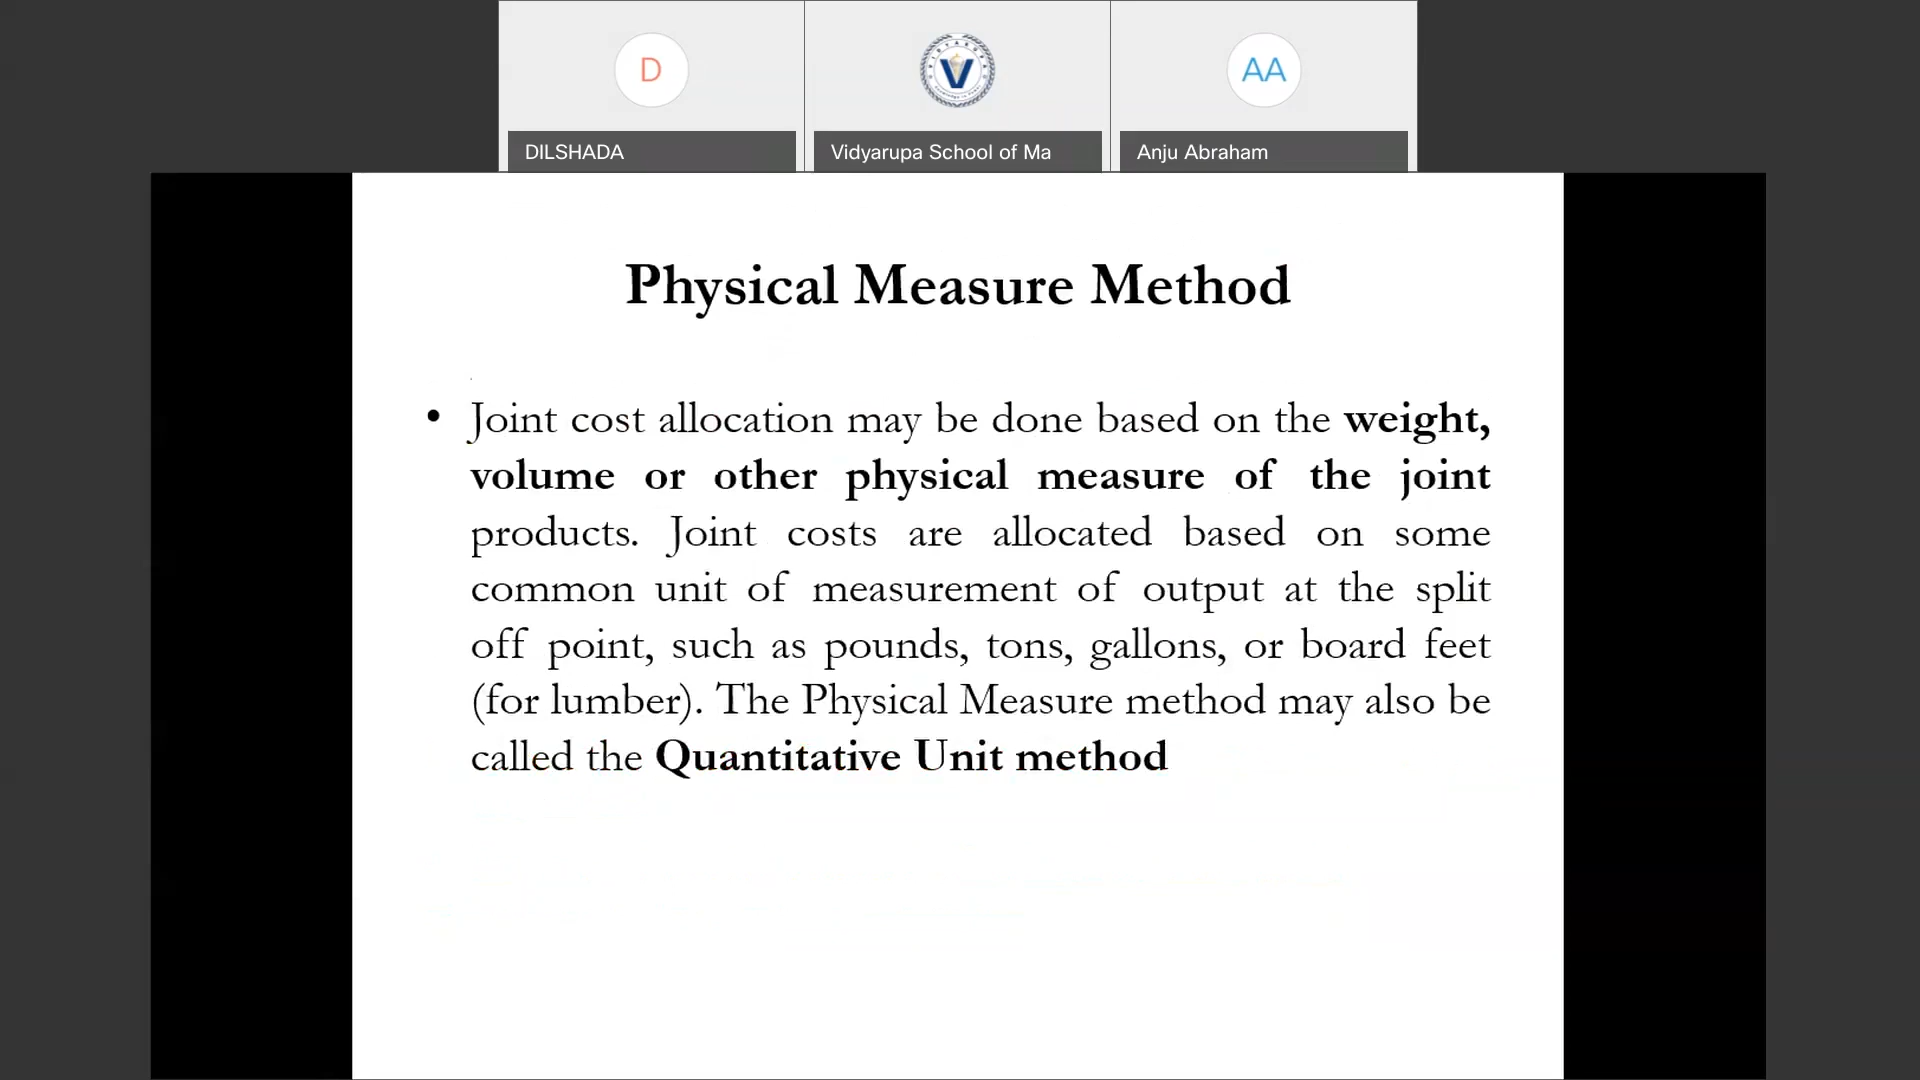 D
V
AA
DILSHADA
Vidyarupa School of Ma
Anju Abraham
Physical Measure Method
• Joint cost allocation may be done based on the weight,
volume or other physical measure of the joint
products. Joint costs are allocated based on some
common unit of measurement of output at the split
off point, such as pounds, tons, gallons, or board feet
(for lumber). The Physical Measure method may also be
called the Quantitative Unit method